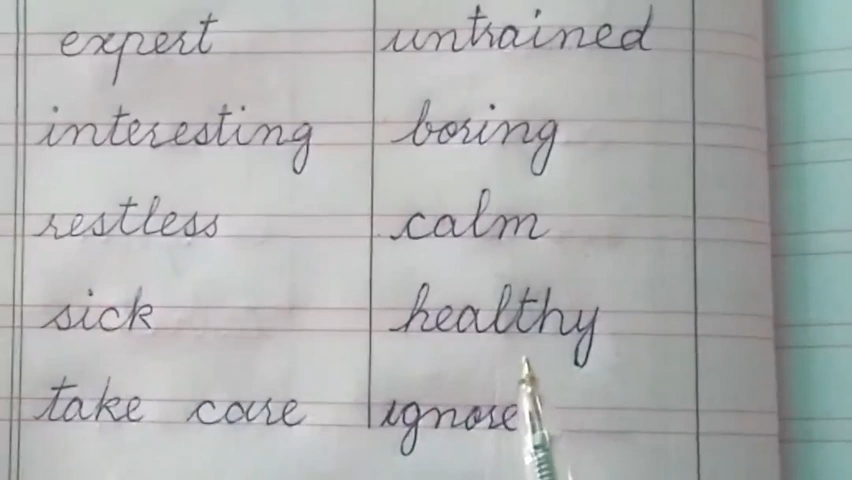 expert untrained
interesting boring
restless calm
sick healthy
take care ignore